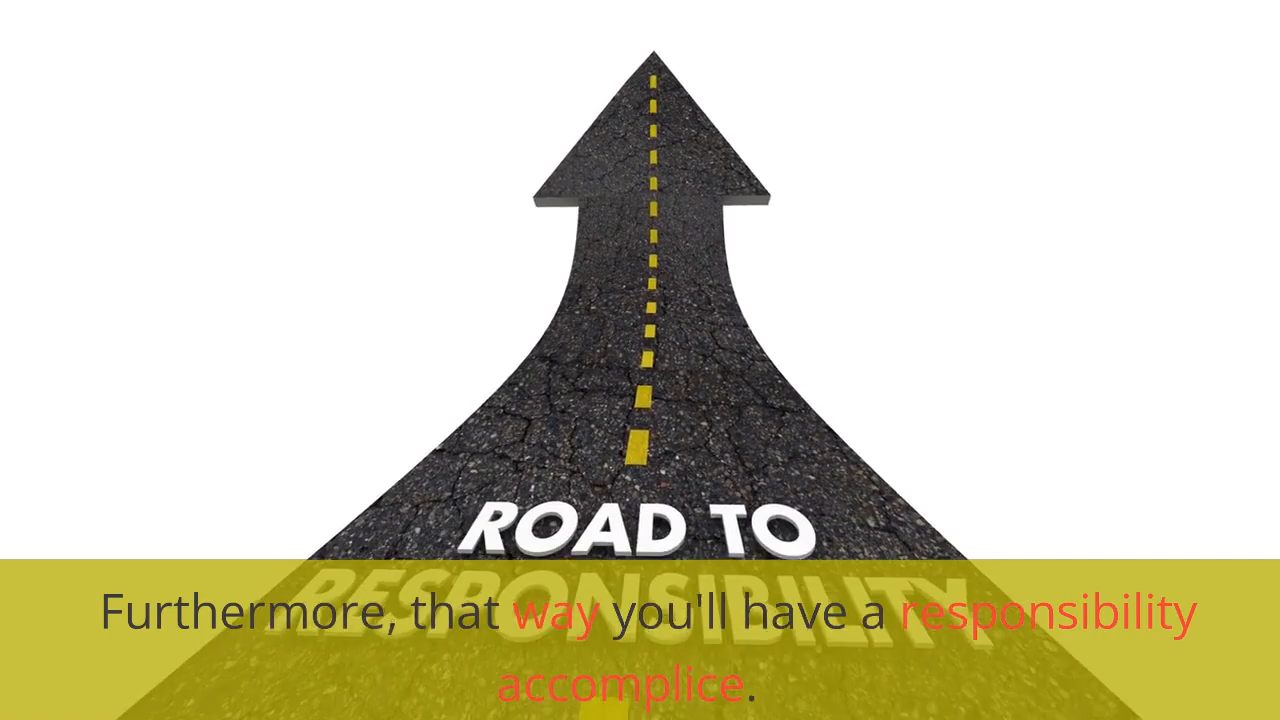 ROAD TO
RESPONSIBILITY
Furthermore, that way you'll have a responsibility
accomplice.